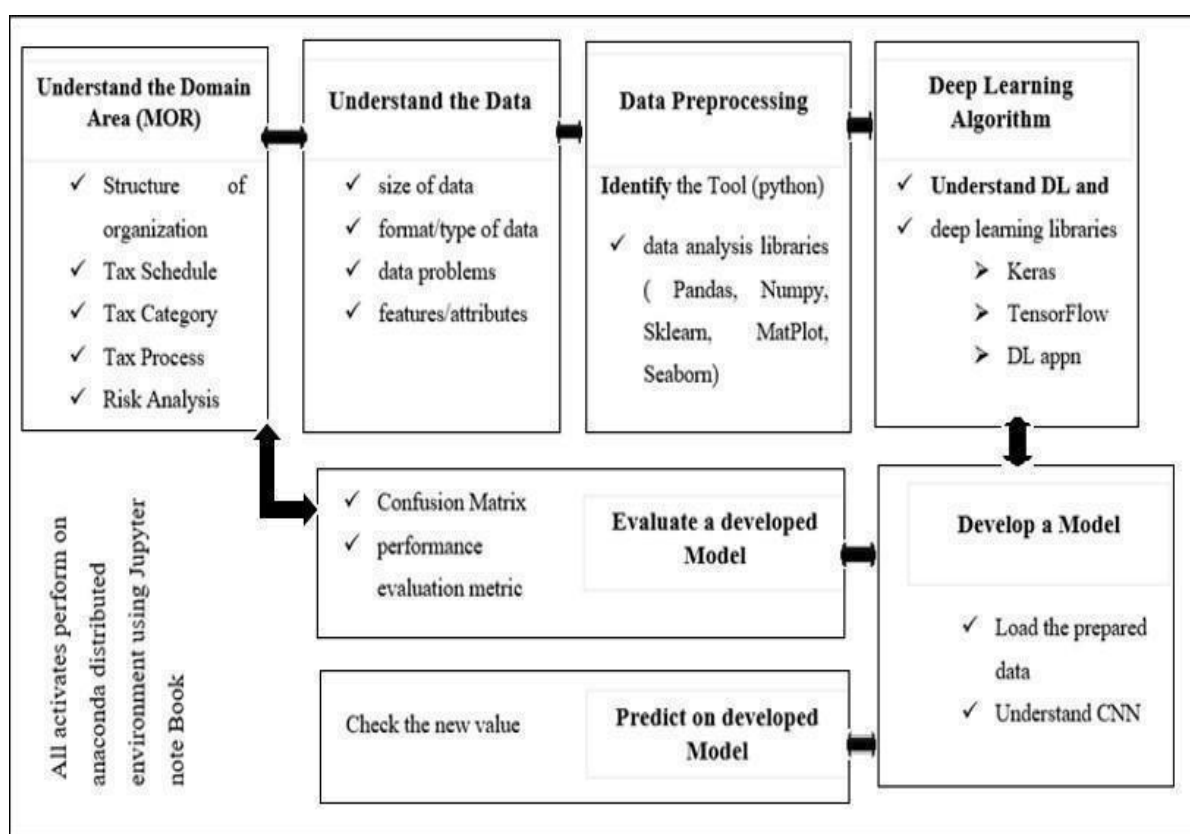 Understand the Domain
Area (MOR)
✓ Structure of
organization
✓ Tax Schedule
✓ Tax Category
✓ Tax Process
✓ Risk Analysis
Understand the Data
✓ size of data
✓ format/type of data
✓ data problems
✓ features/attributes
Data Preprocessing
Identify the Tool (python)
✓ data analysis libraries
( Pandas, Numpy,
Sklearn, MatPlot,
Seaborn)
Deep Learning
Algorithm
✓ Understand DL and
✓ deep learning libraries
➢ Keras
➢ TensorFlow
➢ DL appn
All activates perform on
anaconda distributed
environment using Jupyter
note Book
✓ Confusion Matrix
✓ performance
evaluation metric
Evaluate a developed
Model
Develop a Model
✓ Load the prepared
data
✓ Understand CNN
Check the new value
Predict on developed
Model